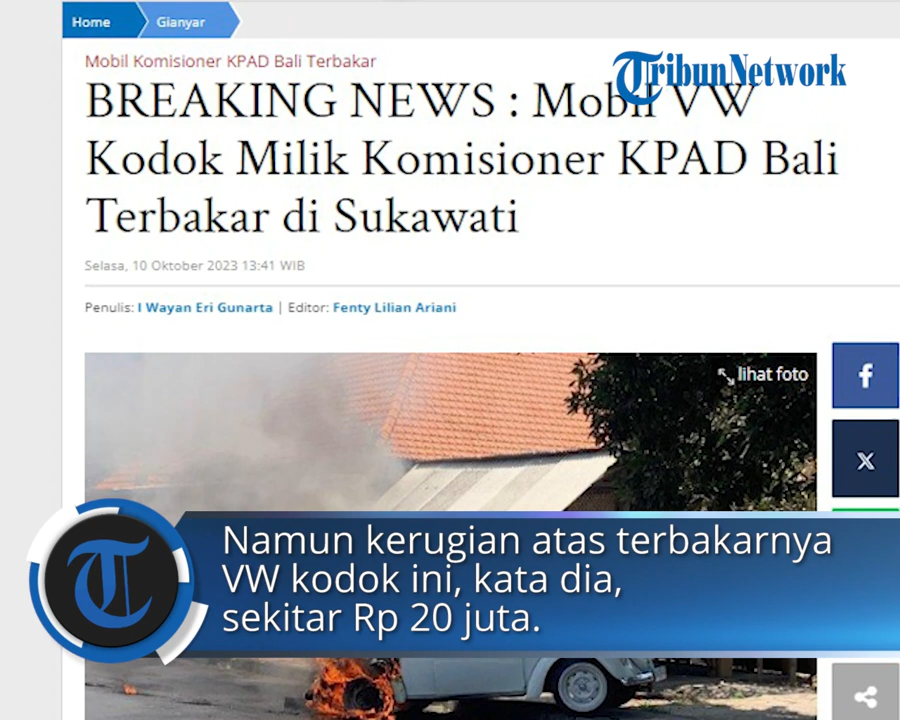 Home Gianyar
Mobil Komisioner KPAD Bali Terbakar
TribunNetwork
BREAKING NEWS : Mobil VW
Kodok Milik Komisioner KPAD Bali
Terbakar di Sukawati
Selasa, 10 Oktober 2023 13:41 WIB
Penulis: I Wayan Eri Gunarta | Editor: Fenty Lilian Ariani
lihat foto
f
X
T
Namun kerugian atas terbakarnya
VW kodok ini, kata dia,
sekitar Rp 20 juta.